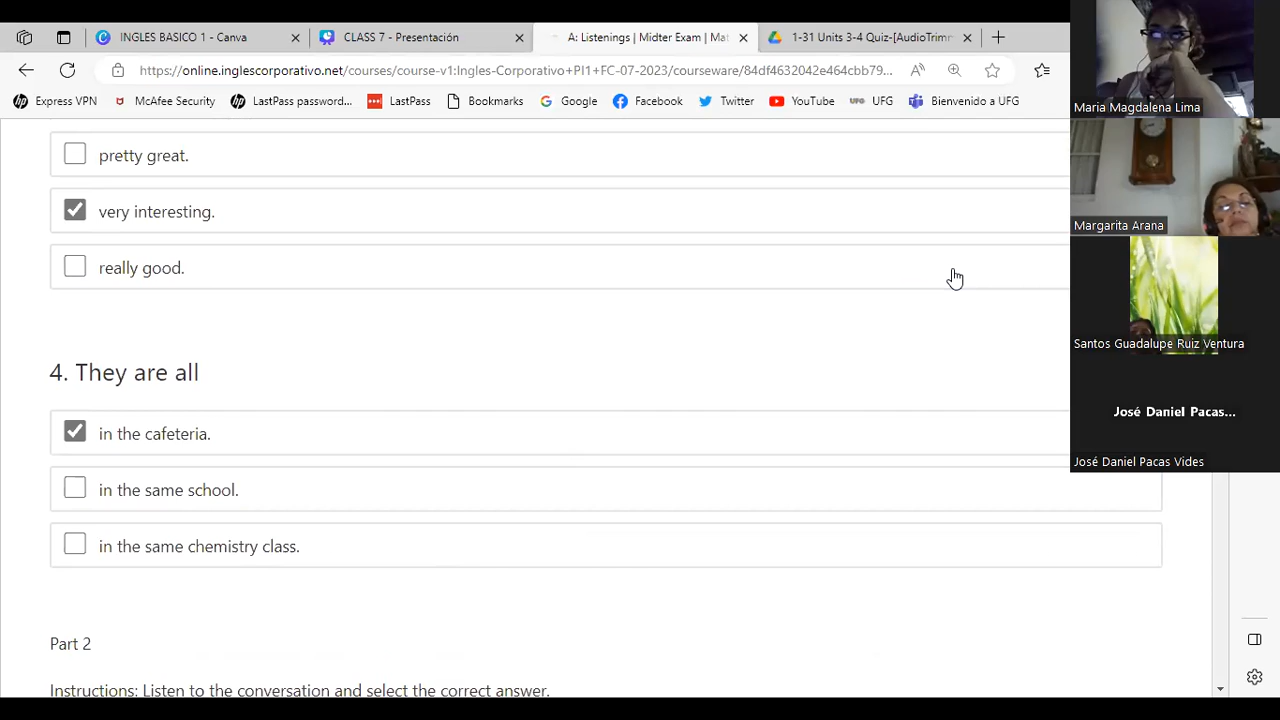 INGLES BASICO 1 - Canva
CLASS 7 - Presentación
A: Listenings | Midter Exam | Mat
1-31 Units 3-4 Quiz-[AudioTrimm
https://online.inglescorporativo.net/courses/course-v1:Ingles-Corporativo+PI1+FC-07-2023/courseware/84df4632042e464cbb79...
Express VPN
McAfee Security
LastPass password...
LastPass
Bookmarks
Google
Facebook
Twitter
YouTube
UFG
Bienvenido a UFG
pretty great.
very interesting.
really good.
4. They are all
in the cafeteria.
in the same school.
in the same chemistry class.
Part 2
Instructions: Listen to the conversation and select the correct answer.
Maria Magdalena Lima
Margarita Arana
Santos Guadalupe Ruiz Ventura
José Daniel Pacas...
José Daniel Pacas Vides